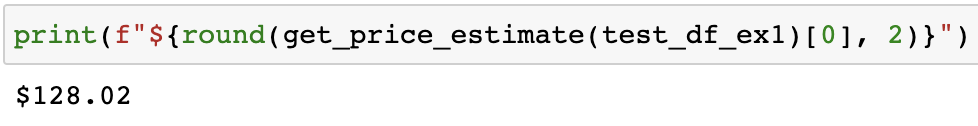 print(f"${round(get_price_estimate(test_df_ex1)[0], 2)}")
$128.02